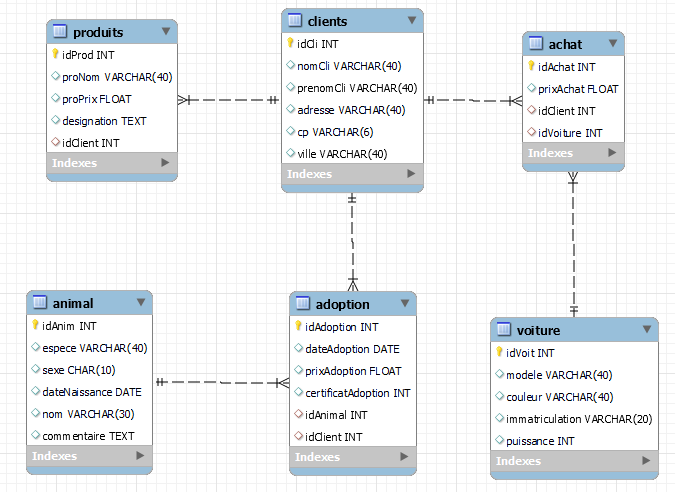 produits
idProd INT
proNom VARCHAR(40)
proPrix FLOAT
designation TEXT
idClient INT
Indexes
clients
idCli INT
nomCli VARCHAR(40)
prenomCli VARCHAR(40)
adresse VARCHAR(40)
cp VARCHAR(6)
ville VARCHAR(40)
Indexes
achat
idAchat INT
prixAchat FLOAT
idClient INT
idVoiture INT
Indexes
animal
idAnim INT
espece VARCHAR(40)
sexe CHAR(10)
dateNaissance DATE
nom VARCHAR(30)
commentaire TEXT
Indexes
adoption
idAdoption INT
dateAdoption DATE
prixAdoption FLOAT
certificatAdoption INT
idAnimal INT
idClient INT
Indexes
voiture
idVoit INT
modele VARCHAR(40)
couleur VARCHAR(40)
immatriculation VARCHAR(20)
puissance INT
Indexes